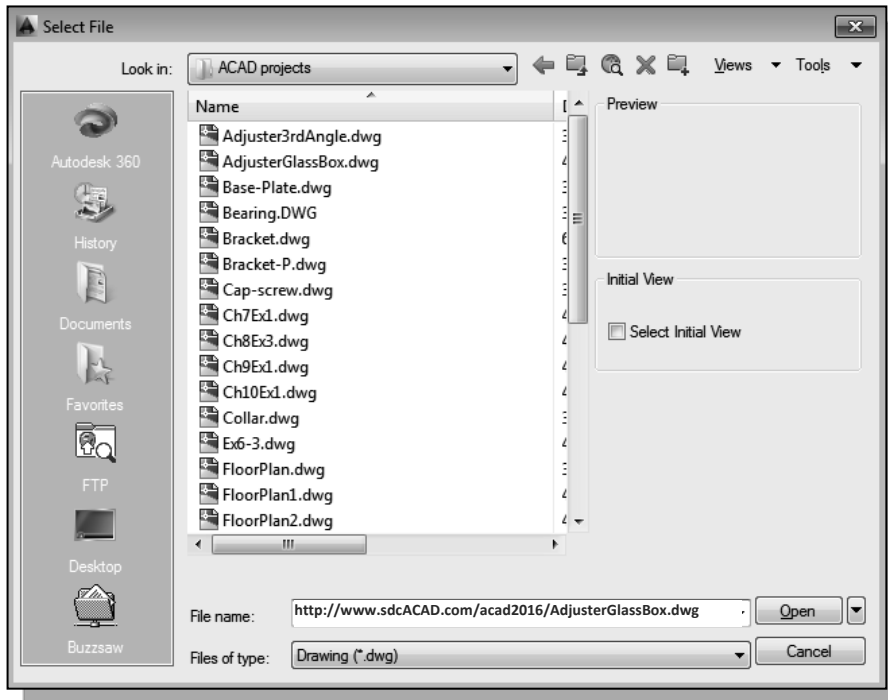 Select File
Look in:
ACAD projects
Views
Tools
Autodesk 360
History
Documents
Favorites
FTP
Desktop
Buzzsaw
Name
Adjuster3rdAngle.dwg
AdjusterGlassBox.dwg
Base-Plate.dwg
Bearing.DWG
Bracket.dwg
Bracket-P.dwg
Cap-screw.dwg
Ch7Ex1.dwg
Ch8Ex3.dwg
Ch9Ex1.dwg
Ch10Ex1.dwg
Collar.dwg
Ex6-3.dwg
FloorPlan.dwg
FloorPlan1.dwg
FloorPlan2.dwg
Preview
Initial View
Select Initial View
File name:
http://www.sdcACAD.com/acad2016/AdjusterGlassBox.dwg
Open
Files of type:
Drawing (*.dwg)
Cancel